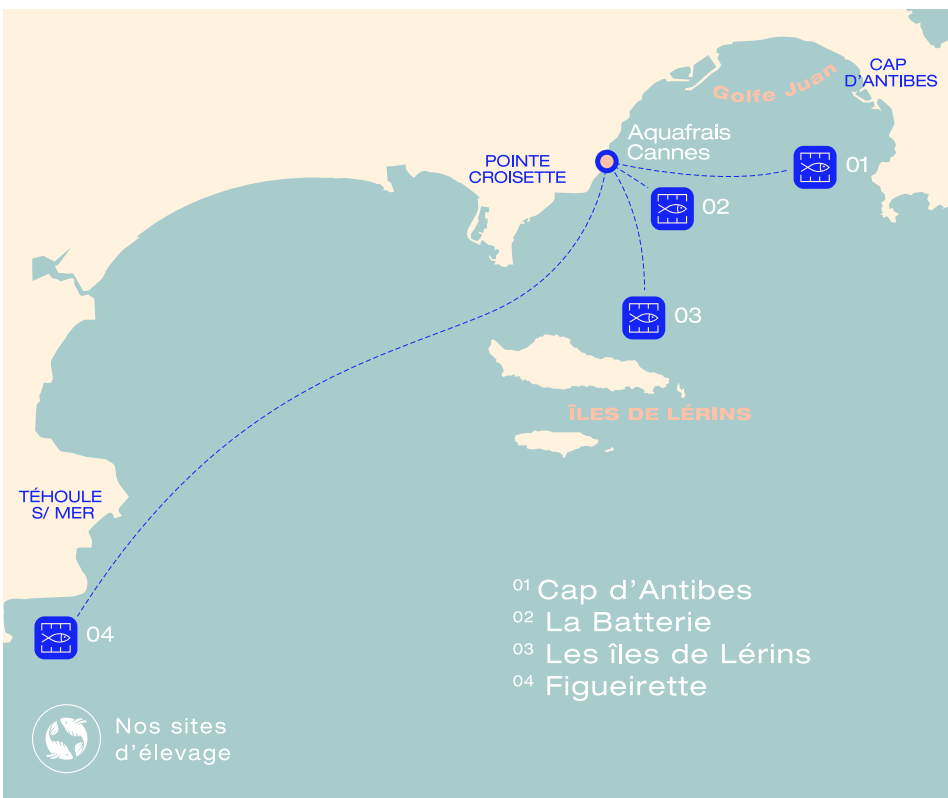 CAP
D'ANTIBES
Golfe Juan
Aquafrais
Cannes
POINTE
CROISETTE
01
02
03
ÎLES DE LÉRINS
TÉHOULE
S/ MER
04
01 Cap d'Antibes
02 La Batterie
03 Les îles de Lérins
04 Figueirette
Nos sites
d'élevage